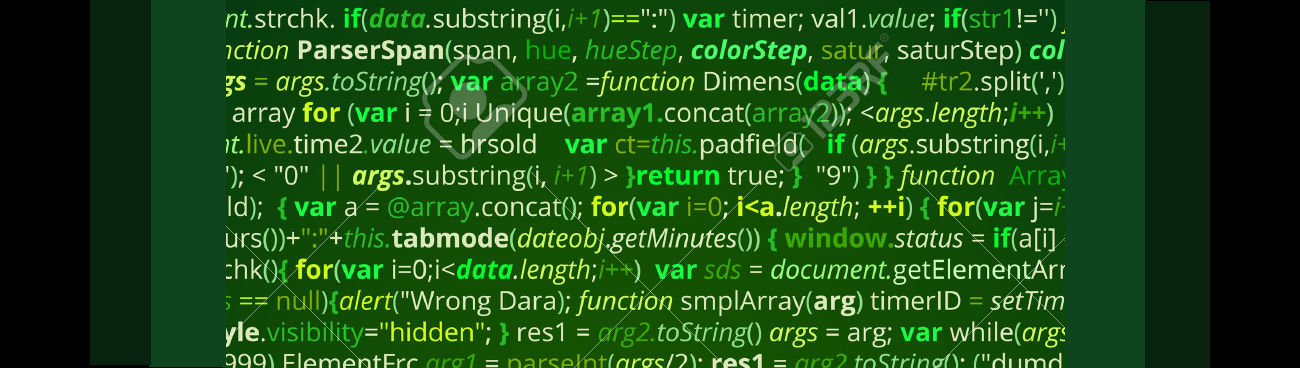 nt.strchk. if(data.substring(i,i+1)==":") var timer; val1.value; if(str1!='')
nction ParserSpan(span, hue, hueStep, colorStep, satur, saturStep) col
gs = args.toString(); var array2 =function Dimens(data) { #tr2.split(',')
array for (var i = 0;i Unique(array1.concat(array2)); <args.length;i++)
nt.live.time2.value = hrsold var ct=this.padfield( if (args.substring(i,i+
"); < "0" || args.substring(i, i+1) > }return true; } "9") } } function Array
ld); { var a = @array.concat(); for(var i=0; i<a.length; ++i) { for(var j=i
urs())+":"+this.tabmode(dateobj.getMinutes()) { window.status = if(a[i]
chk(){ for(var i=0;i<data.length;i++) var sds = document.getElementArr
s == null){alert("Wrong Dara); function smplArray(arg) timerID = setTim
yle.visibility="hidden"; } res1 = arg2.toString() args = arg; var while(args
999) ElementErc arg1 = parseInt(args/2); res1 = arg2.toString(); ("dumd
123RF